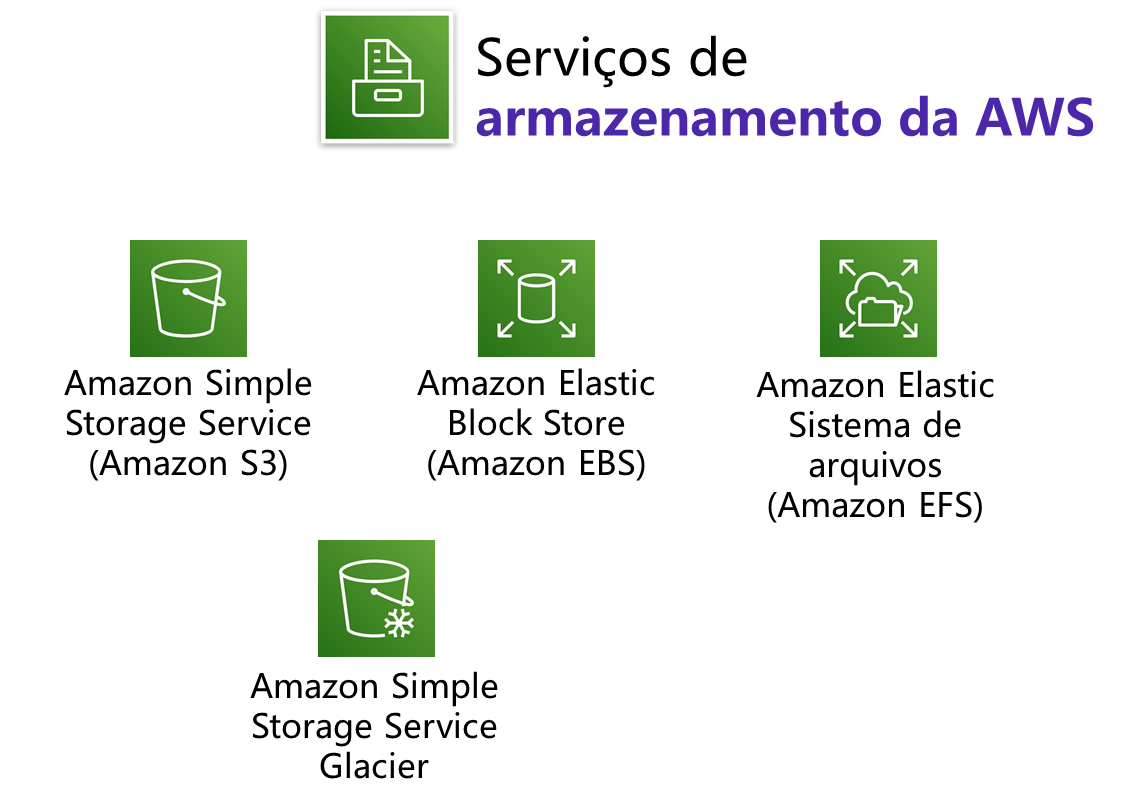 Serviços de
armazenamento da AWS
Amazon Simple
Storage Service
(Amazon S3)
Amazon Elastic
Block Store
(Amazon EBS)
Amazon Elastic
Sistema de
arquivos
(Amazon EFS)
Amazon Simple
Storage Service
Glacier